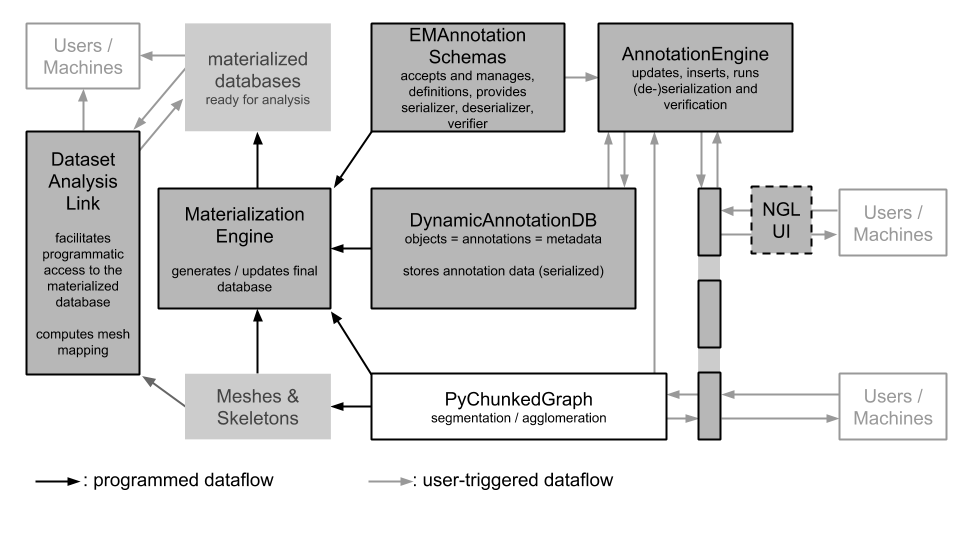 Users /
Machines
materialized
databases
ready for analysis
EMAnnotation
Schemas
accepts and manages,
definitions, provides
serializer, deserializer,
verifier
AnnotationEngine
updates, inserts, runs
(de-)serialization and
verification
Dataset
Analysis
Link
facilitates
programmatic
access to the
materialized
database
computes mesh
mapping
Materialization
Engine
generates / updates final
database
DynamicAnnotationDB
objects = annotations = metadata
stores annotation data (serialized)
NGL
UI
Users /
Machines
Meshes &
Skeletons
PyChunkedGraph
segmentation / agglomeration
Users /
Machines
: programmed dataflow
: user-triggered dataflow